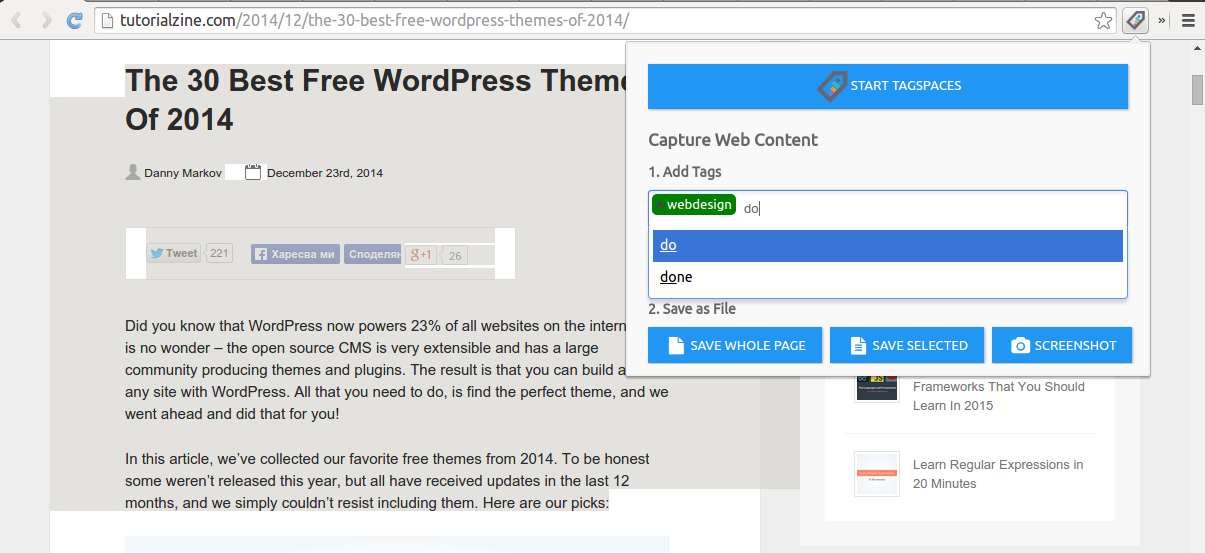 tutorialzine.com/2014/12/the-30-best-free-wordpress-themes-of-2014/
»
The 30 Best Free WordPress Theme
Of 2014
Danny Markov December 23rd, 2014
Tweet 221 Харесва ми Споделян +1 26
Did you know that WordPress now powers 23% of all websites on the intern
is no wonder – the open source CMS is very extensible and has a large
community producing themes and plugins. The result is that you can build a
any site with WordPress. All that you need to do, is find the perfect theme, and we
went ahead and did that for you!
In this article, we've collected our favorite free themes from 2014. To be honest
some weren't released this year, but all have received updates in the last 12
months, and we simply couldn't resist including them. Here are our picks:
START TAGSPACES
Capture Web Content
1. Add Tags
webdesign do
do
done
2. Save as File
SAVE WHOLE PAGE SAVE SELECTED SCREENSHOT
Frameworks That You Should
Learn In 2015
Learn Regular Expressions in
20 Minutes